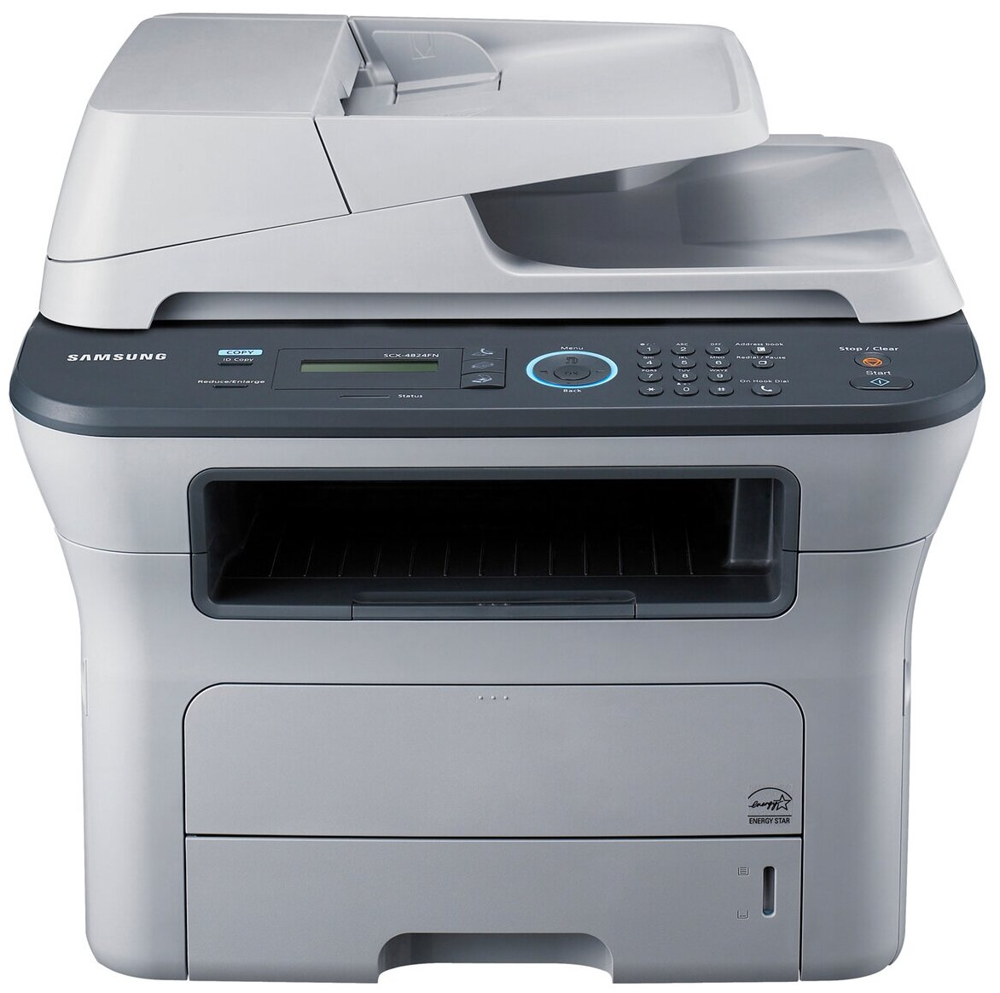 SAMSUNG
COPY
ID Copy
Reduce/Enlarge
SCX-4824FN
Status
Menu
OK
Back
1
ABC
2
DEF
3
GHI
4
JKL
5
MNO
6
PQRS
7
TUV
8
WXYZ
9
*
0
#
Address book
Redial/Pause
On Hook Dial
Stop / Clear
Start
energy
ENERGY STAR